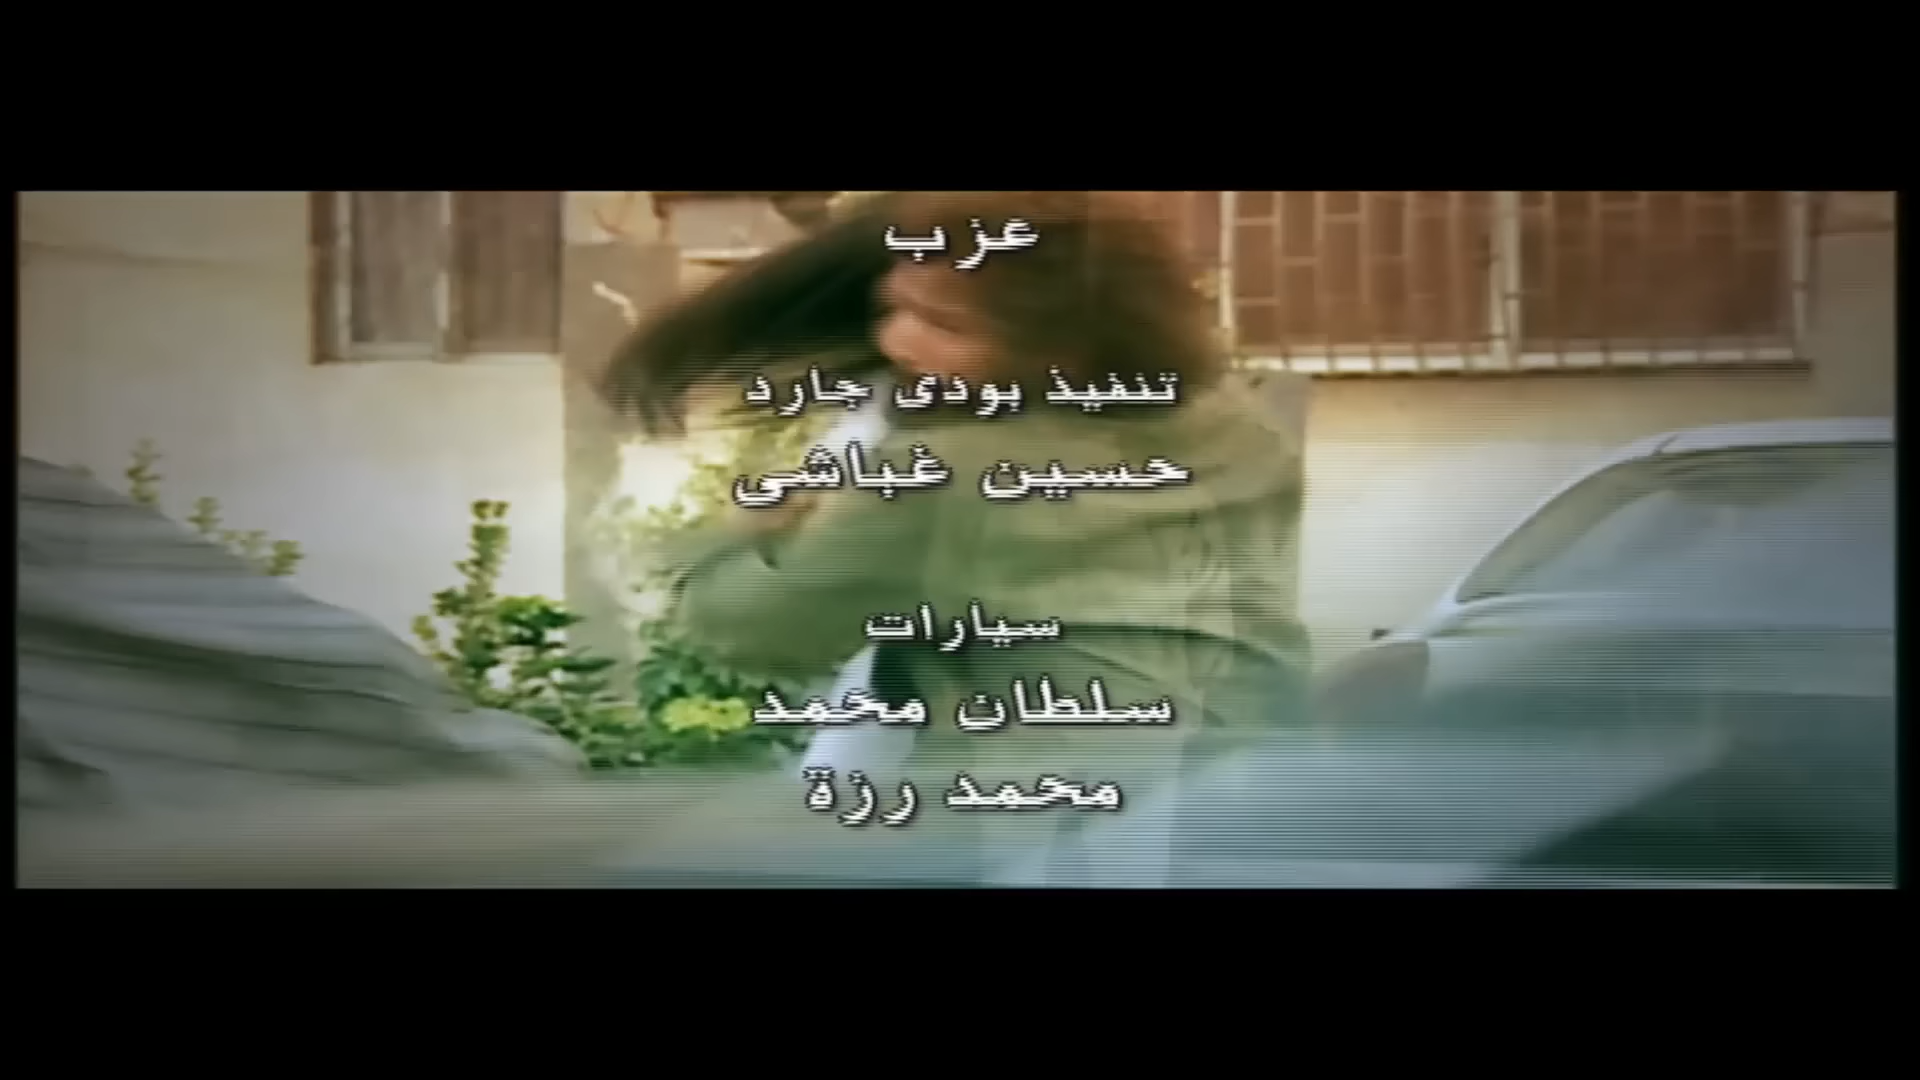 عزب
تنفيذ بودى جارد
حسين غباشى
سيارات
سلطان محمد
محمد رزة